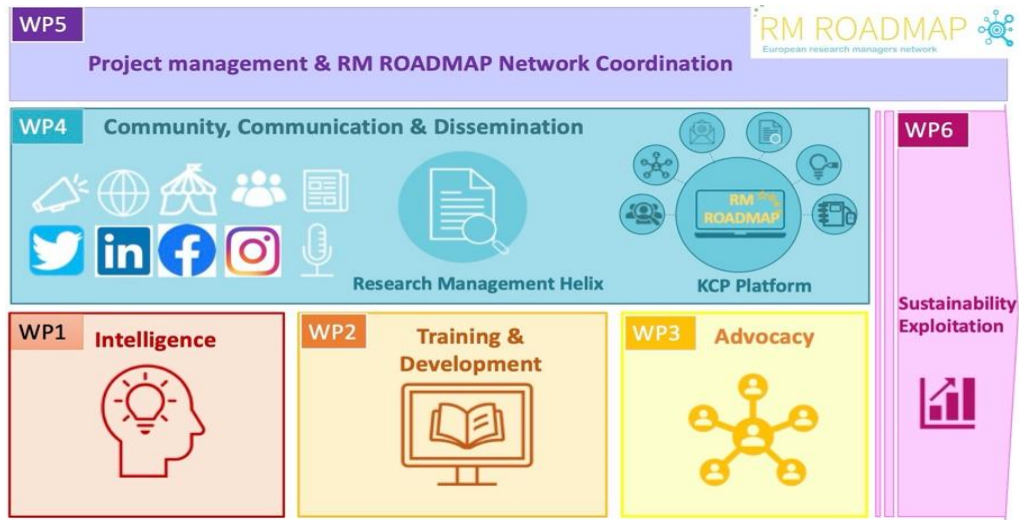 WP5
RM ROADMAP
European research managers network
Project management & RM ROADMAP Network Coordination
WP4
Community, Communication & Dissemination
RM
ROADMAP
in
Research Management Helix
KCP Platform
WP6
Sustainability
Exploitation
WP1
Intelligence
WP2
Training &
Development
WP3
Advocacy